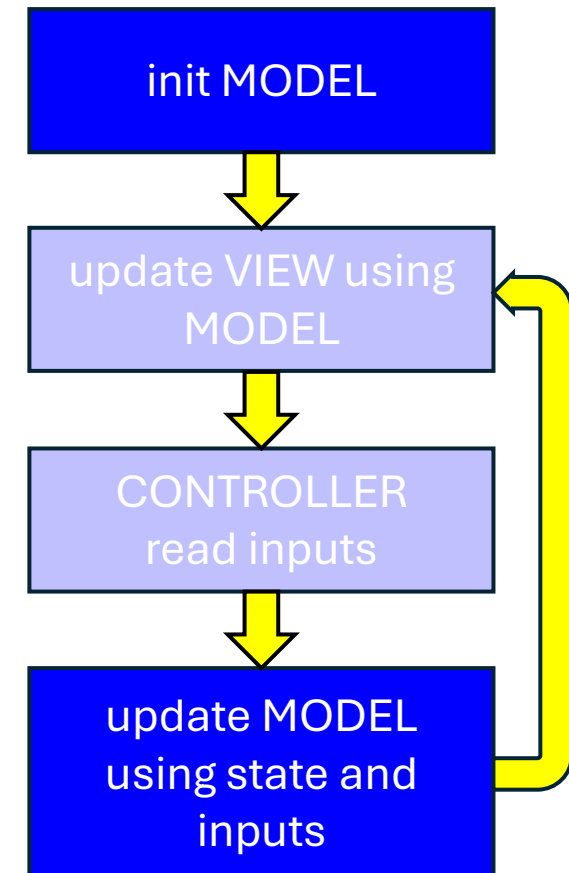 init MODEL
update VIEW using
MODEL
CONTROLLER
read inputs
update MODEL
using state and
inputs